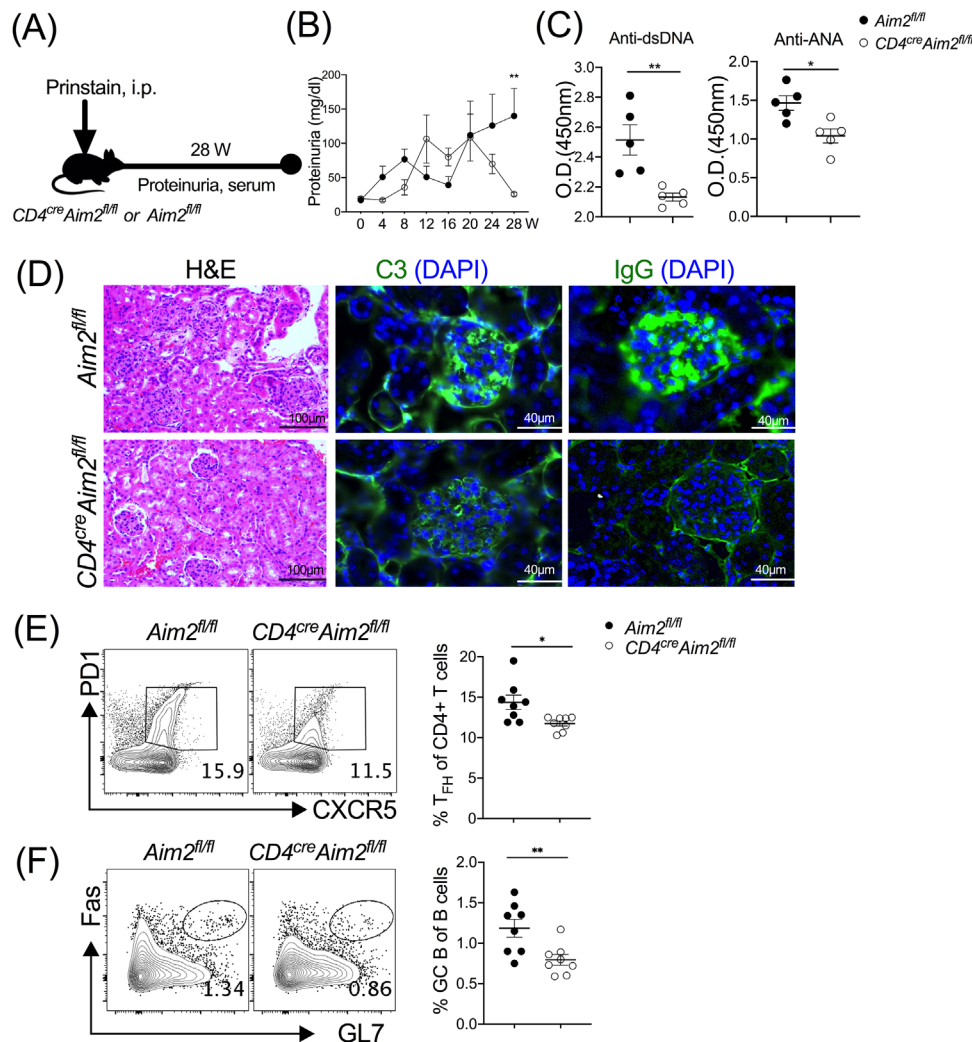 (A)
Prinstain, i.p.
28 W
Proteinuria, serum
CD4creAim2fl/fl or Aim2fl/fl
(B)
Proteinuria (mg/dl)
200
150
100
50
0
**
0 4 8 12 16 20 24 28 W
(C)
Aim2fl/fl
CD4creAim2fl/fl
Anti-dsDNA
**
O.D.(450nm)
3.0
2.8
2.6
2.4
2.2
2.0
Anti-ANA
*
O.D.(450nm)
2.0
1.5
1.0
0.5
0.0
(D)
H&E
C3 (DAPI)
IgG (DAPI)
Aim2fl/fl
100μm
40μm
40μm
CD4creAim2fl/fl
100μm
40μm
40μm
(E)
Aim2fl/fl
CD4creAim2fl/fl
PD1
15.9
11.5
CXCR5
% TFH of CD4+ T cells
20
15
10
5
0
*
Aim2fl/fl
CD4creAim2fl/fl
(F)
Aim2fl/fl
CD4creAim2fl/fl
Fas
1.34
0.86
GL7
% GC B of B cells
2.0
1.5
1.0
0.5
0.0
**